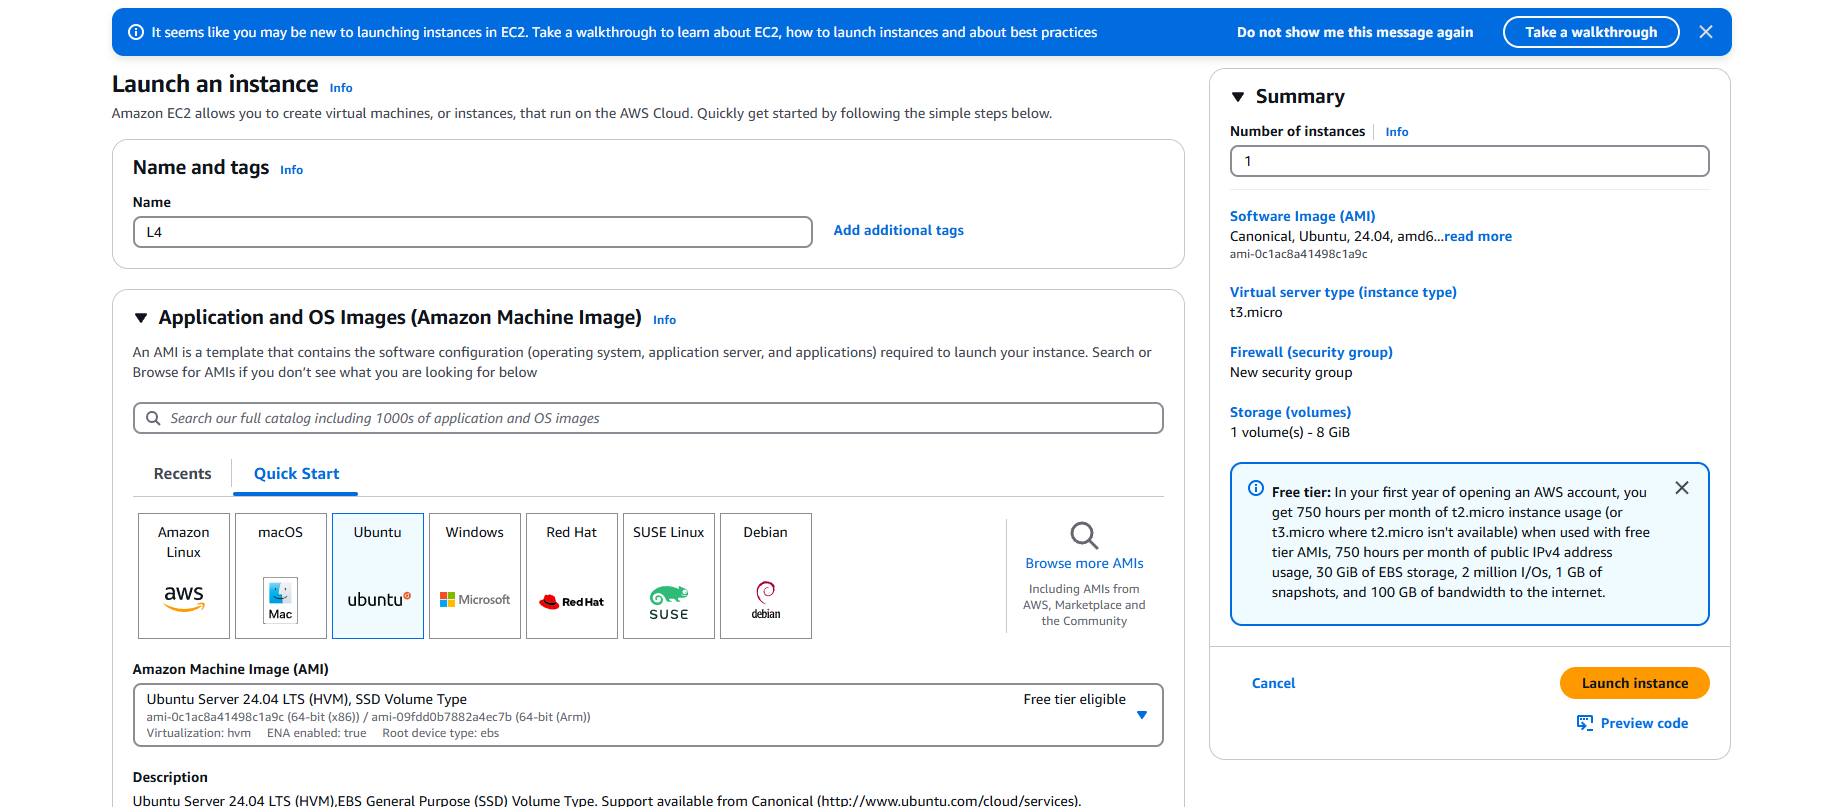 It seems like you may be new to launching instances in EC2. Take a walkthrough to learn about EC2, how to launch instances and about best practices
Do not show me this message again
Take a walkthrough
Launch an instance Info
Amazon EC2 allows you to create virtual machines, or instances, that run on the AWS Cloud. Quickly get started by following the simple steps below.
Name and tags Info
Name
L4
Add additional tags
Application and OS Images (Amazon Machine Image) Info
An AMI is a template that contains the software configuration (operating system, application server, and applications) required to launch your instance. Search or
Browse for AMIs if you don't see what you are looking for below
Search our full catalog including 1000s of application and OS images
Recents
Quick Start
Amazon
Linux
aws
macOS
Mac
Ubuntu
ubuntu
Windows
Microsoft
Red Hat
Red Hat
SUSE Linux
SUSE
Debian
debian
Browse more AMIs
Including AMIs from
AWS, Marketplace and
the Community
Amazon Machine Image (AMI)
Ubuntu Server 24.04 LTS (HVM), SSD Volume Type
Free tier eligible
ami-0c1ac8a41498c1a9c (64-bit (x86)) / ami-09fdd0b7882a4ec7b (64-bit (Arm))
Virtualization: hvm ENA enabled: true Root device type: ebs
Description
Ubuntu Server 24.04 LTS (HVM),EBS General Purpose (SSD) Volume Type. Support available from Canonical (http://www.ubuntu.com/cloud/services).
Summary
Number of instances Info
1
Software Image (AMI)
Canonical, Ubuntu, 24.04, amd6...read more
ami-0c1ac8a41498c1a9c
Virtual server type (instance type)
t3.micro
Firewall (security group)
New security group
Storage (volumes)
1 volume(s) - 8 GiB
Free tier: In your first year of opening an AWS account, you
get 750 hours per month of t2.micro instance usage (or
t3.micro where t2.micro isn't available) when used with free
tier AMIs, 750 hours per month of public IPv4 address
usage, 30 GiB of EBS storage, 2 million I/Os, 1 GB of
snapshots, and 100 GB of bandwidth to the internet.
Cancel
Launch instance
Preview code